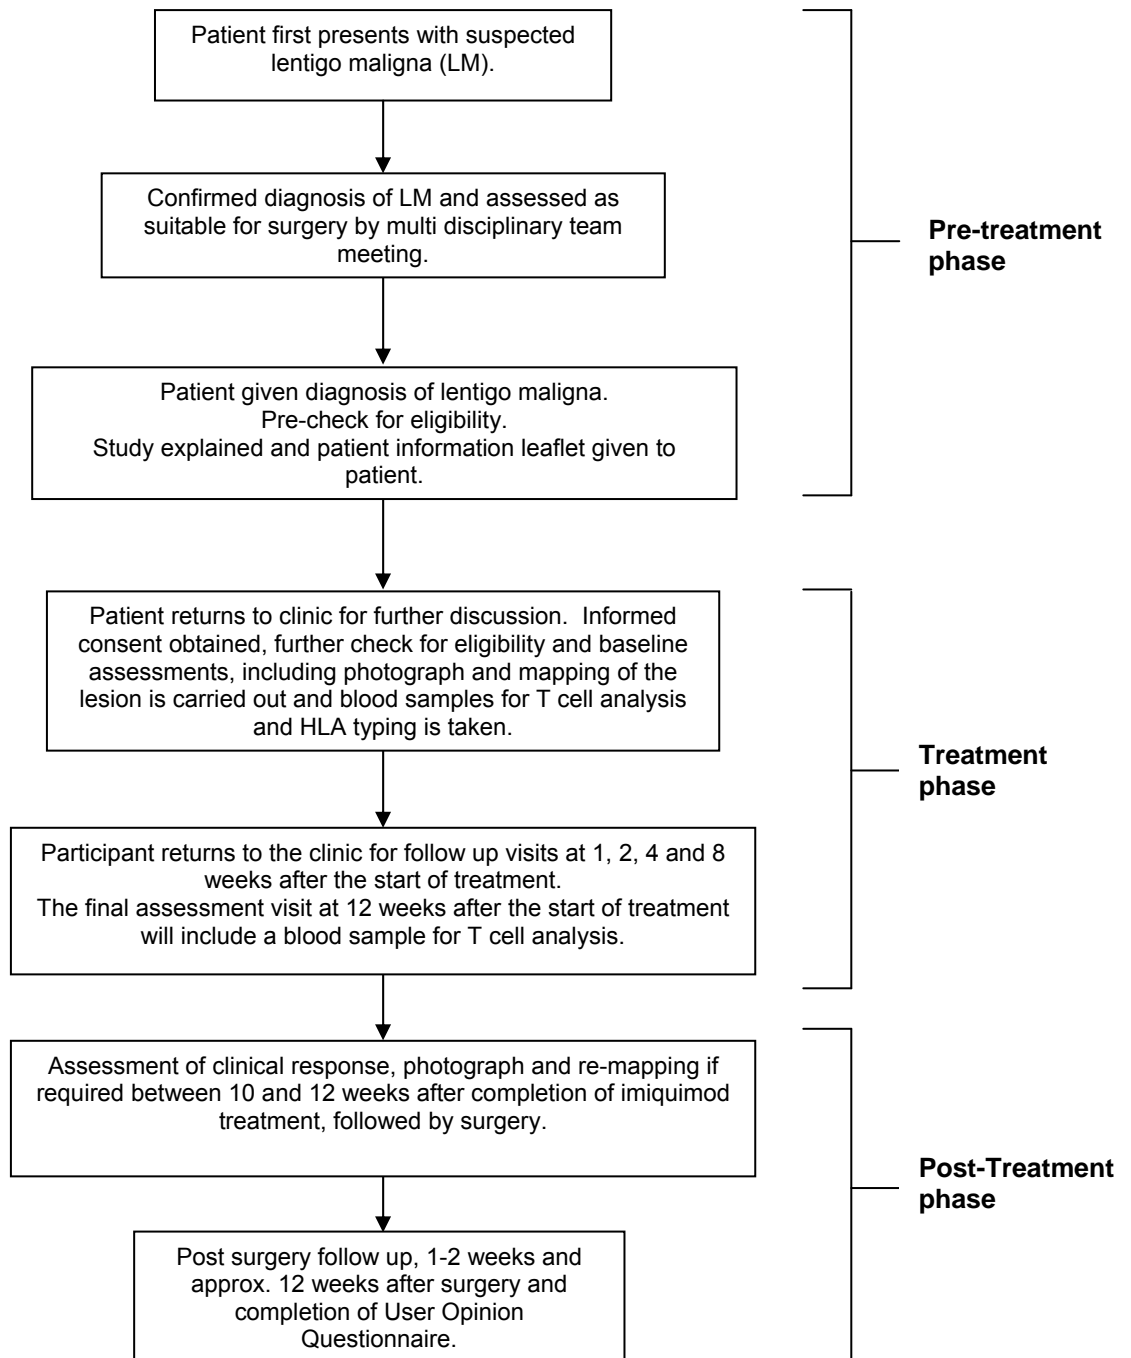 Patient first presents with suspected
lentigo maligna (LM).
Confirmed diagnosis of LM and assessed as
suitable for surgery by multi disciplinary team
meeting.
Pre-treatment
phase
Patient given diagnosis of lentigo maligna.
Pre-check for eligibility.
Study explained and patient information leaflet given to
patient.
Patient returns to clinic for further discussion.  Informed
consent obtained, further check for eligibility and baseline
assessments, including photograph and mapping of the
lesion is carried out and blood samples for T cell analysis
and HLA typing is taken.
Treatment
phase
Participant returns to the clinic for follow up visits at 1, 2, 4 and 8
weeks after the start of treatment.
The final assessment visit at 12 weeks after the start of treatment
will include a blood sample for T cell analysis.
Assessment of clinical response, photograph and re-mapping if
required between 10 and 12 weeks after completion of imiquimod
treatment, followed by surgery.
Post-Treatment
phase
Post surgery follow up, 1-2 weeks and
approx. 12 weeks after surgery and
completion of User Opinion
Questionnaire.